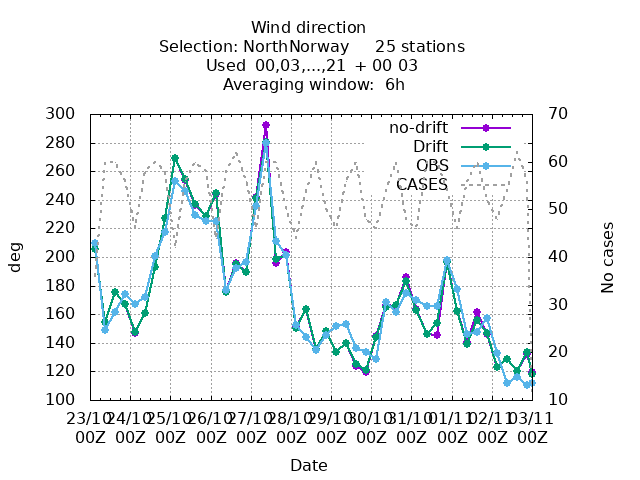 Wind direction
Selection: NorthNorway     25 stations
Used  00,03,...,21  + 00 03
Averaging window:  6h
300
280
260
240
220
200
180
160
140
120
100
70
60
50
40
30
20
10
deg
No cases
no-drift
Drift
OBS
CASES
23/10 24/10 25/10 26/10 27/10 28/10 29/10 30/10 31/10 01/11 02/11 03/11
00Z 00Z 00Z 00Z 00Z 00Z 00Z 00Z 00Z 00Z 00Z 00Z
Date